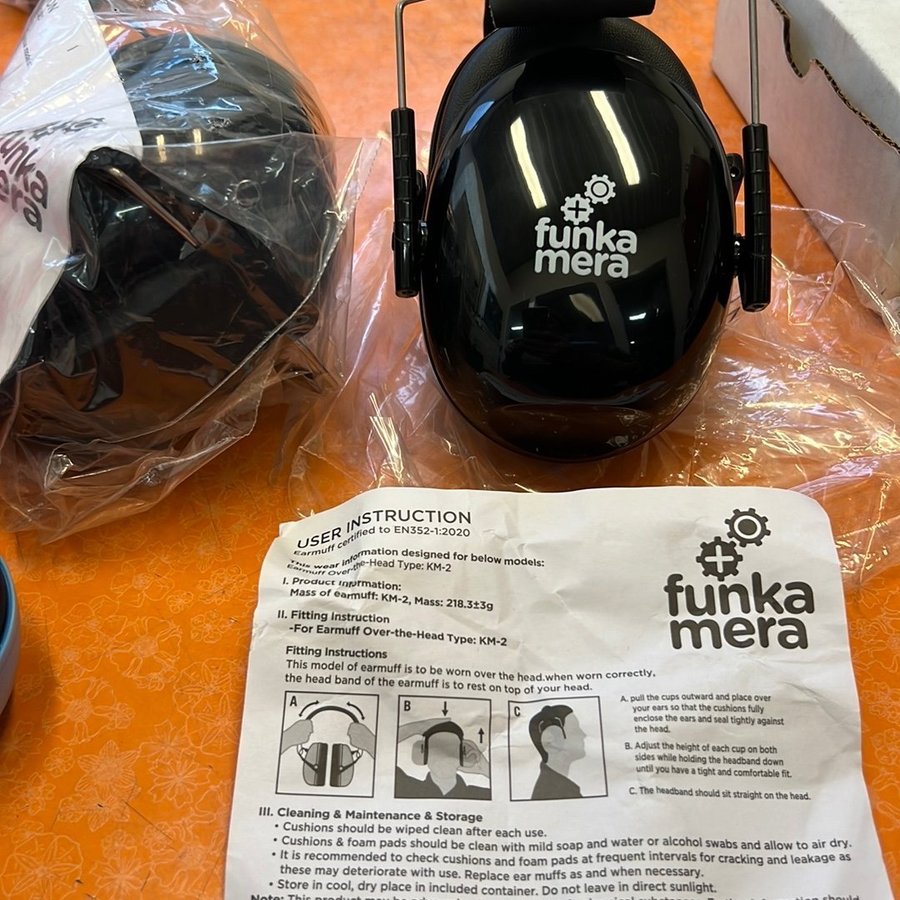 funka
mera
USER INSTRUCTION
Earmuff certified to EN352-1:2020
This wear information designed for below models:
Earmuff Over-the-Head Type: KM-2
I. Product Information:
Mass of earmuff: KM-2, Mass: 218.3±3g
II. Fitting Instruction
-For Earmuff Over-the-Head Type: KM-2
Fitting Instructions
This model of earmuff is to be worn over the head.when worn correctly,
the head band of the earmuff is to rest on top of your head.
funka
mera
A
B
C
A. pull the cups outward and place over
your ears so that the cushions fully
enclose the ears and seal tightly against
the head.
B. Adjust the height of each cup on both
sides while holding the headband down
until you have a tight and comfortable fit.
C. The headband should sit straight on the head.
III. Cleaning & Maintenance & Storage
• Cushions should be wiped clean after each use.
• Cushions & foam pads should be clean with mild soap and water or alcohol swabs and allow to air dry.
• It is recommended to check cushions and foam pads at frequent intervals for cracking and leakage as
these may deteriorate with use. Replace ear muffs as and when necessary.
• Store in cool, dry place in included container. Do not leave in direct sunlight.
Note: This product may be